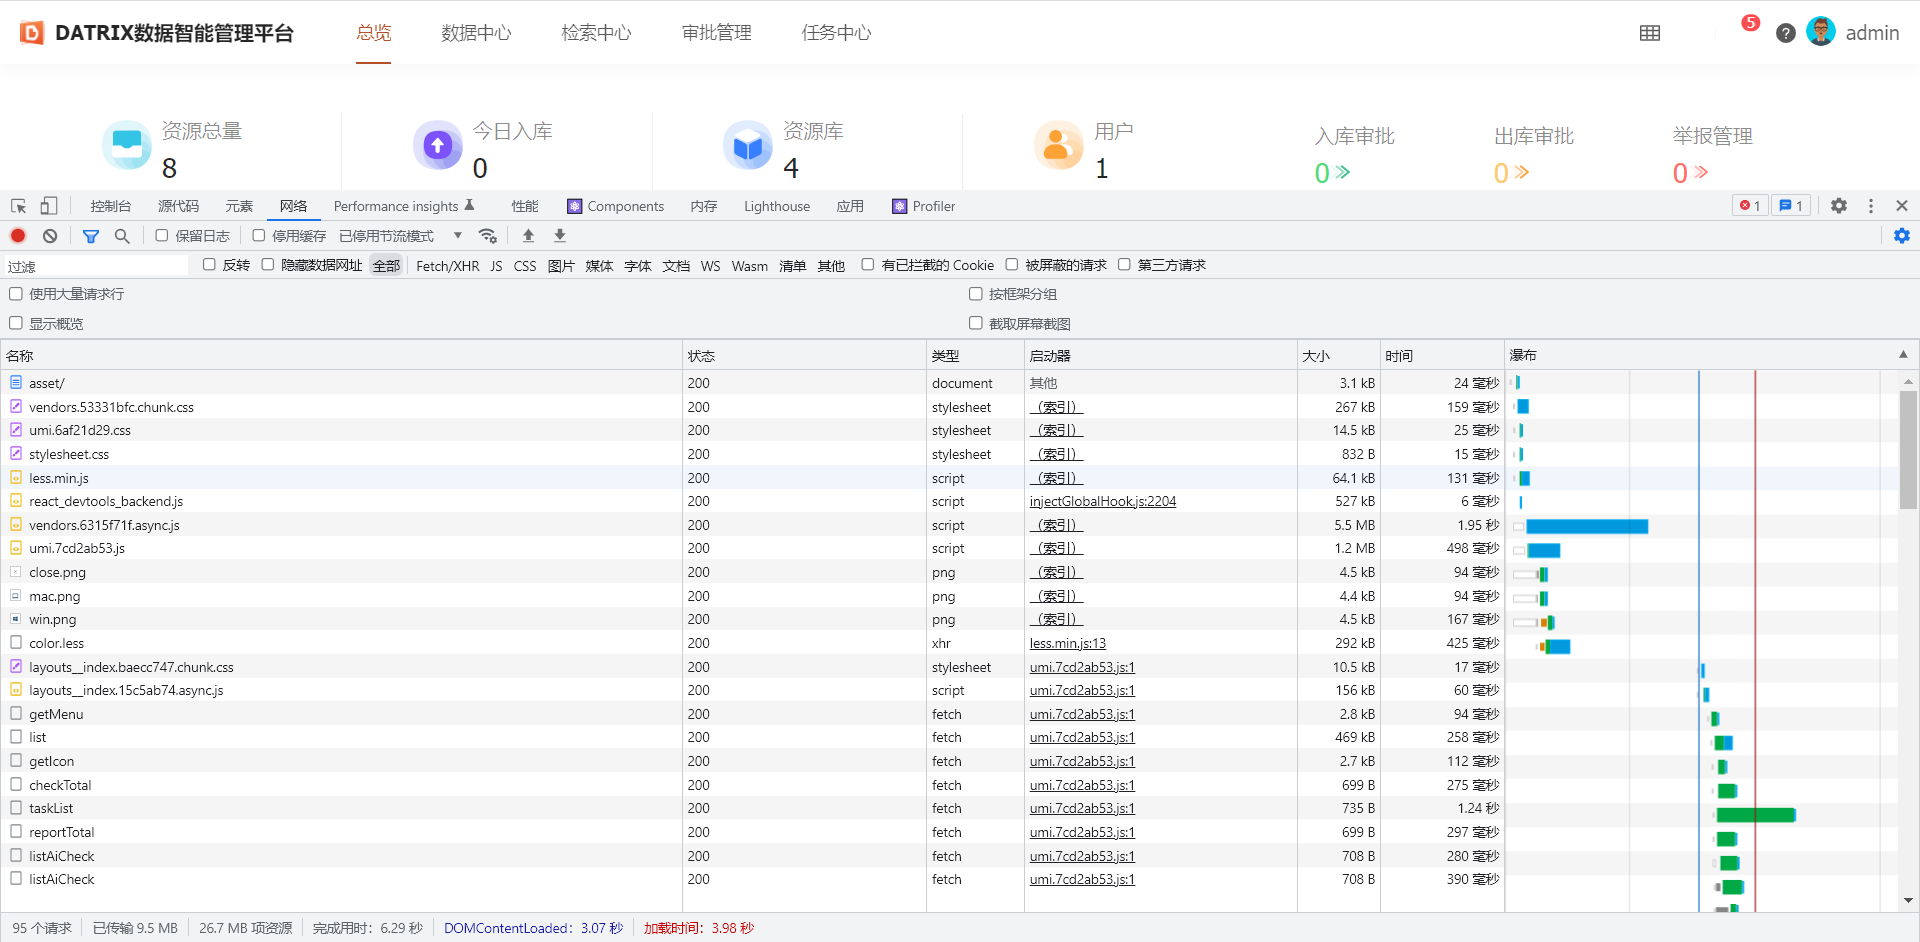 DATRIX数据智能管理平台 总览 数据中心 检索中心 审批管理 任务中心 5 ? admin
资源总量 今日入库 资源库 用户 入库审批 出库审批 举报管理
8 0 4 1 0 0 0
控制台 源代码 元素 网络 Performance insights 性能 Components 内存 Lighthouse 应用 Profiler 1 1
保留日志 停用缓存 已停用节流模式
过滤 反转 隐藏数据网址 全部 Fetch/XHR JS CSS 图片 媒体 字体 文档 WS Wasm 清单 其他 有已拦截的 Cookie 被屏蔽的请求 第三方请求
使用大量请求行 按框架分组
显示概览 截取屏幕截图
名称 状态 类型 启动器 大小 时间 瀑布
asset/ 200 document 其他 3.1 kB 24 毫秒
vendors.53331bfc.chunk.css 200 stylesheet （索引） 267 kB 159 毫秒
umi.6af21d29.css 200 stylesheet （索引） 14.5 kB 25 毫秒
stylesheet.css 200 stylesheet （索引） 832 B 15 毫秒
less.min.js 200 script （索引） 64.1 kB 131 毫秒
react_devtools_backend.js 200 script injectGlobalHook.js:2204 527 kB 6 毫秒
vendors.6315f71f.async.js 200 script （索引） 5.5 MB 1.95 秒
umi.7cd2ab53.js 200 script （索引） 1.2 MB 498 毫秒
close.png 200 png （索引） 4.5 kB 94 毫秒
mac.png 200 png （索引） 4.4 kB 94 毫秒
win.png 200 png （索引） 4.5 kB 167 毫秒
color.less 200 xhr less.min.js:13 292 kB 425 毫秒
layouts__index.baecc747.chunk.css 200 stylesheet umi.7cd2ab53.js:1 10.5 kB 17 毫秒
layouts__index.15c5ab74.async.js 200 script umi.7cd2ab53.js:1 156 kB 60 毫秒
getMenu 200 fetch umi.7cd2ab53.js:1 2.8 kB 94 毫秒
list 200 fetch umi.7cd2ab53.js:1 469 kB 258 毫秒
getIcon 200 fetch umi.7cd2ab53.js:1 2.7 kB 112 毫秒
checkTotal 200 fetch umi.7cd2ab53.js:1 699 B 275 毫秒
taskList 200 fetch umi.7cd2ab53.js:1 735 B 1.24 秒
reportTotal 200 fetch umi.7cd2ab53.js:1 699 B 297 毫秒
listAiCheck 200 fetch umi.7cd2ab53.js:1 708 B 280 毫秒
listAiCheck 200 fetch umi.7cd2ab53.js:1 708 B 390 毫秒
95 个请求 已传输 9.5 MB 26.7 MB 项资源 完成用时：6.29 秒 DOMContentLoaded：3.07 秒 加载时间：3.98 秒